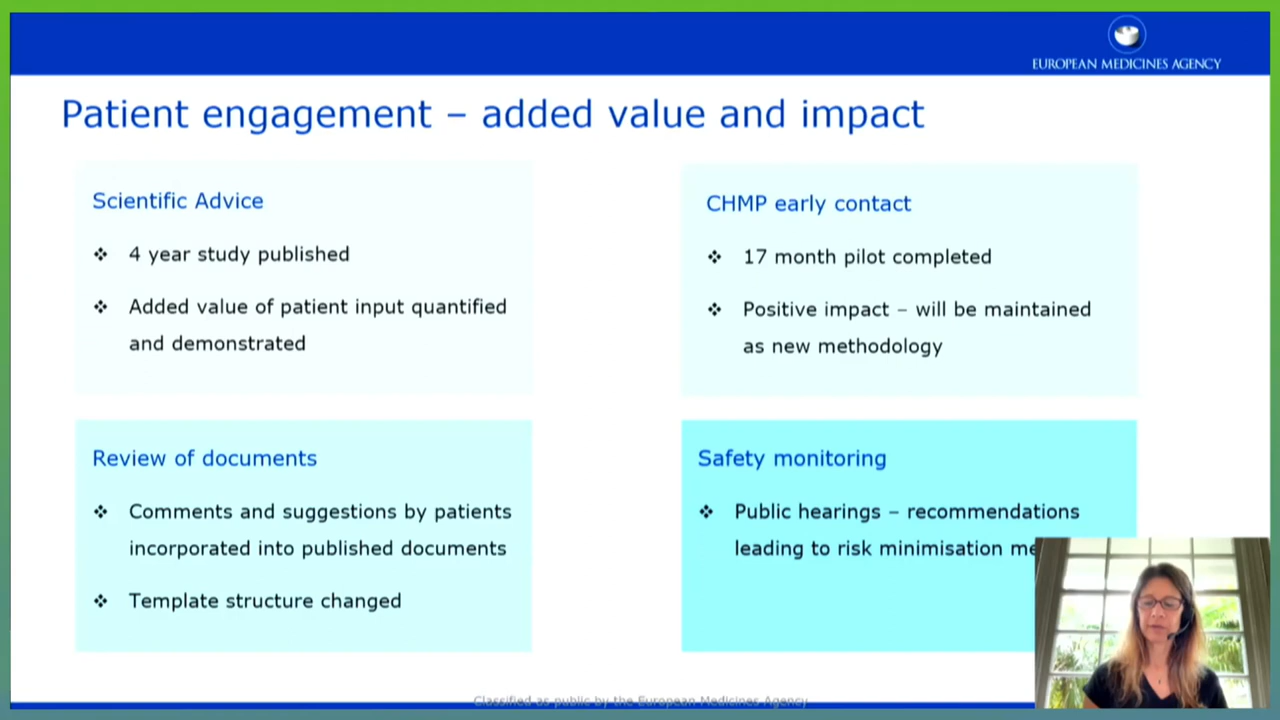 EUROPEAN MEDICINES AGENCY
Patient engagement – added value and impact
Scientific Advice
❖ 4 year study published
❖ Added value of patient input quantified
and demonstrated
CHMP early contact
❖ 17 month pilot completed
❖ Positive impact – will be maintained
as new methodology
Review of documents
❖ Comments and suggestions by patients
incorporated into published documents
❖ Template structure changed
Safety monitoring
❖ Public hearings – recommendations
leading to risk minimisation
Classified as public by the European Medicines Agency